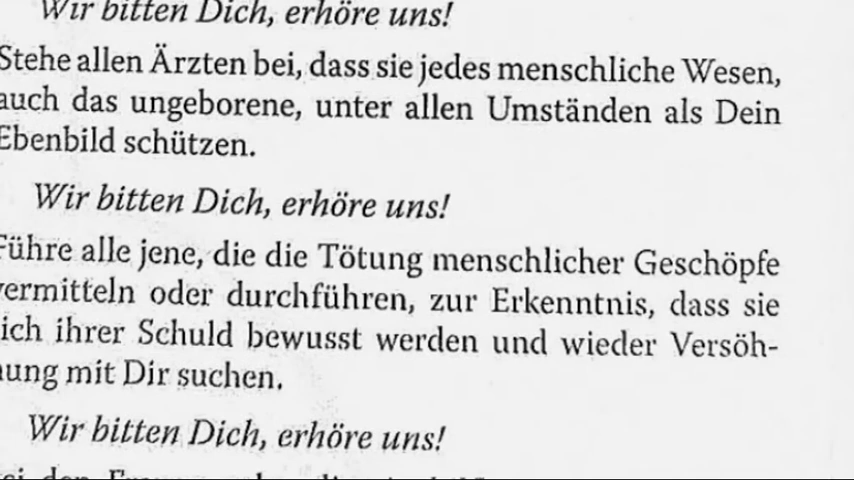 Wir bitten Dich, erhöre uns!
Stehe allen Ärzten bei, dass sie jedes menschliche Wesen,
auch das ungeborene, unter allen Umständen als Dein
Ebenbild schützen.
Wir bitten Dich, erhöre uns!
Führe alle jene, die die Tötung menschlicher Geschöpfe
vermitteln oder durchführen, zur Erkenntnis, dass sie
ich ihrer Schuld bewusst werden und wieder Versöh-
nung mit Dir suchen.
Wir bitten Dich, erhöre uns!